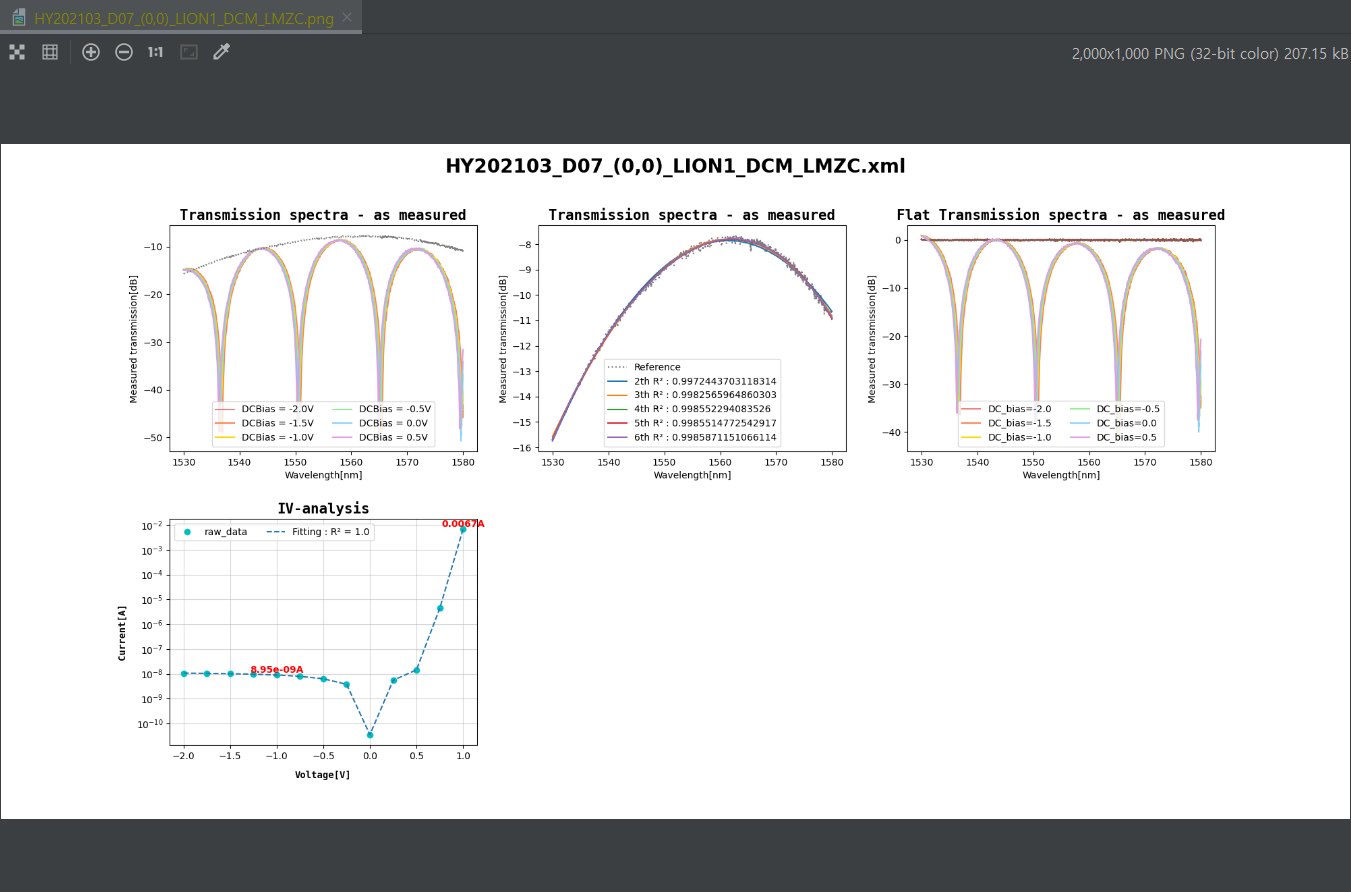 HY202103_D07_(0,0)_LION1_DCM_LMZC.png
1:1
2,000x1,000 PNG (32-bit color) 207.15 kB
HY202103_D07_(0,0)_LION1_DCM_LMZC.xml
Transmission spectra - as measured
Measured transmission[dB]
−10
−20
−30
−40
−50
DCBias = -2.0V
DCBias = -1.5V
DCBias = -1.0V
DCBias = -0.5V
DCBias = 0.0V
DCBias = 0.5V
1530 1540 1550 1560 1570 1580
Wavelength[nm]
Transmission spectra - as measured
Measured transmission[dB]
−8
−9
−10
−11
−12
−13
−14
−15
−16
Reference
2th R² : 0.9972443703118314
3th R² : 0.9982565964860303
4th R² : 0.998552294083526
5th R² : 0.9985514772542917
6th R² : 0.9985871151066114
1530 1540 1550 1560 1570 1580
Wavelength[nm]
Flat Transmission spectra - as measured
Measured transmission[dB]
0
−10
−20
−30
−40
DC_bias=-2.0
DC_bias=-1.5
DC_bias=-1.0
DC_bias=-0.5
DC_bias=0.0
DC_bias=0.5
1530 1540 1550 1560 1570 1580
Wavelength[nm]
IV-analysis
Current[A]
10⁻²
10⁻³
10⁻⁴
10⁻⁵
10⁻⁶
10⁻⁷
10⁻⁸
10⁻⁹
10⁻¹⁰
raw_data
Fitting : R² = 1.0
0.0067A
8.95e-09A
−2.0 −1.5 −1.0 −0.5 0.0 0.5 1.0
Voltage[V]